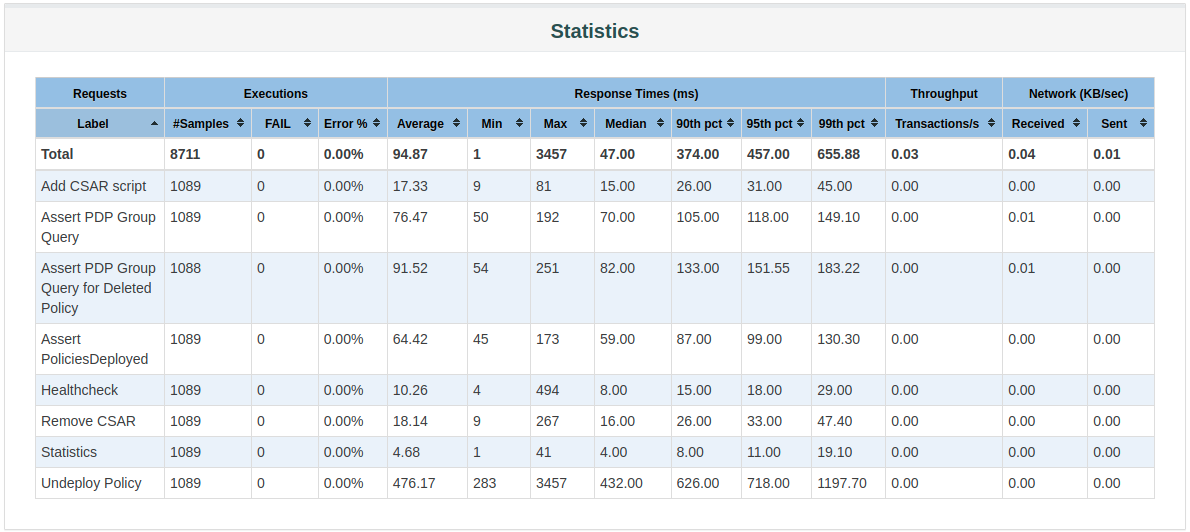 Statistics
Requests Executions Response Times (ms) Throughput Network (KB/sec)
Label #Samples FAIL Error % Average Min Max Median 90th pct 95th pct 99th pct Transactions/s Received Sent
Total 8711 0 0.00% 94.87 1 3457 47.00 374.00 457.00 655.88 0.03 0.04 0.01
Add CSAR script 1089 0 0.00% 17.33 9 81 15.00 26.00 31.00 45.00 0.00 0.00 0.00
Assert PDP Group 1089 0 0.00% 76.47 50 192 70.00 105.00 118.00 149.10 0.00 0.01 0.00
Query
Assert PDP Group 1088 0 0.00% 91.52 54 251 82.00 133.00 151.55 183.22 0.00 0.01 0.00
Query for Deleted
Policy
Assert 1089 0 0.00% 64.42 45 173 59.00 87.00 99.00 130.30 0.00 0.00 0.00
PoliciesDeployed
Healthcheck 1089 0 0.00% 10.26 4 494 8.00 15.00 18.00 29.00 0.00 0.00 0.00
Remove CSAR 1089 0 0.00% 18.14 9 267 16.00 26.00 33.00 47.40 0.00 0.00 0.00
Statistics 1089 0 0.00% 4.68 1 41 4.00 8.00 11.00 19.10 0.00 0.00 0.00
Undeploy Policy 1089 0 0.00% 476.17 283 3457 432.00 626.00 718.00 1197.70 0.00 0.00 0.00